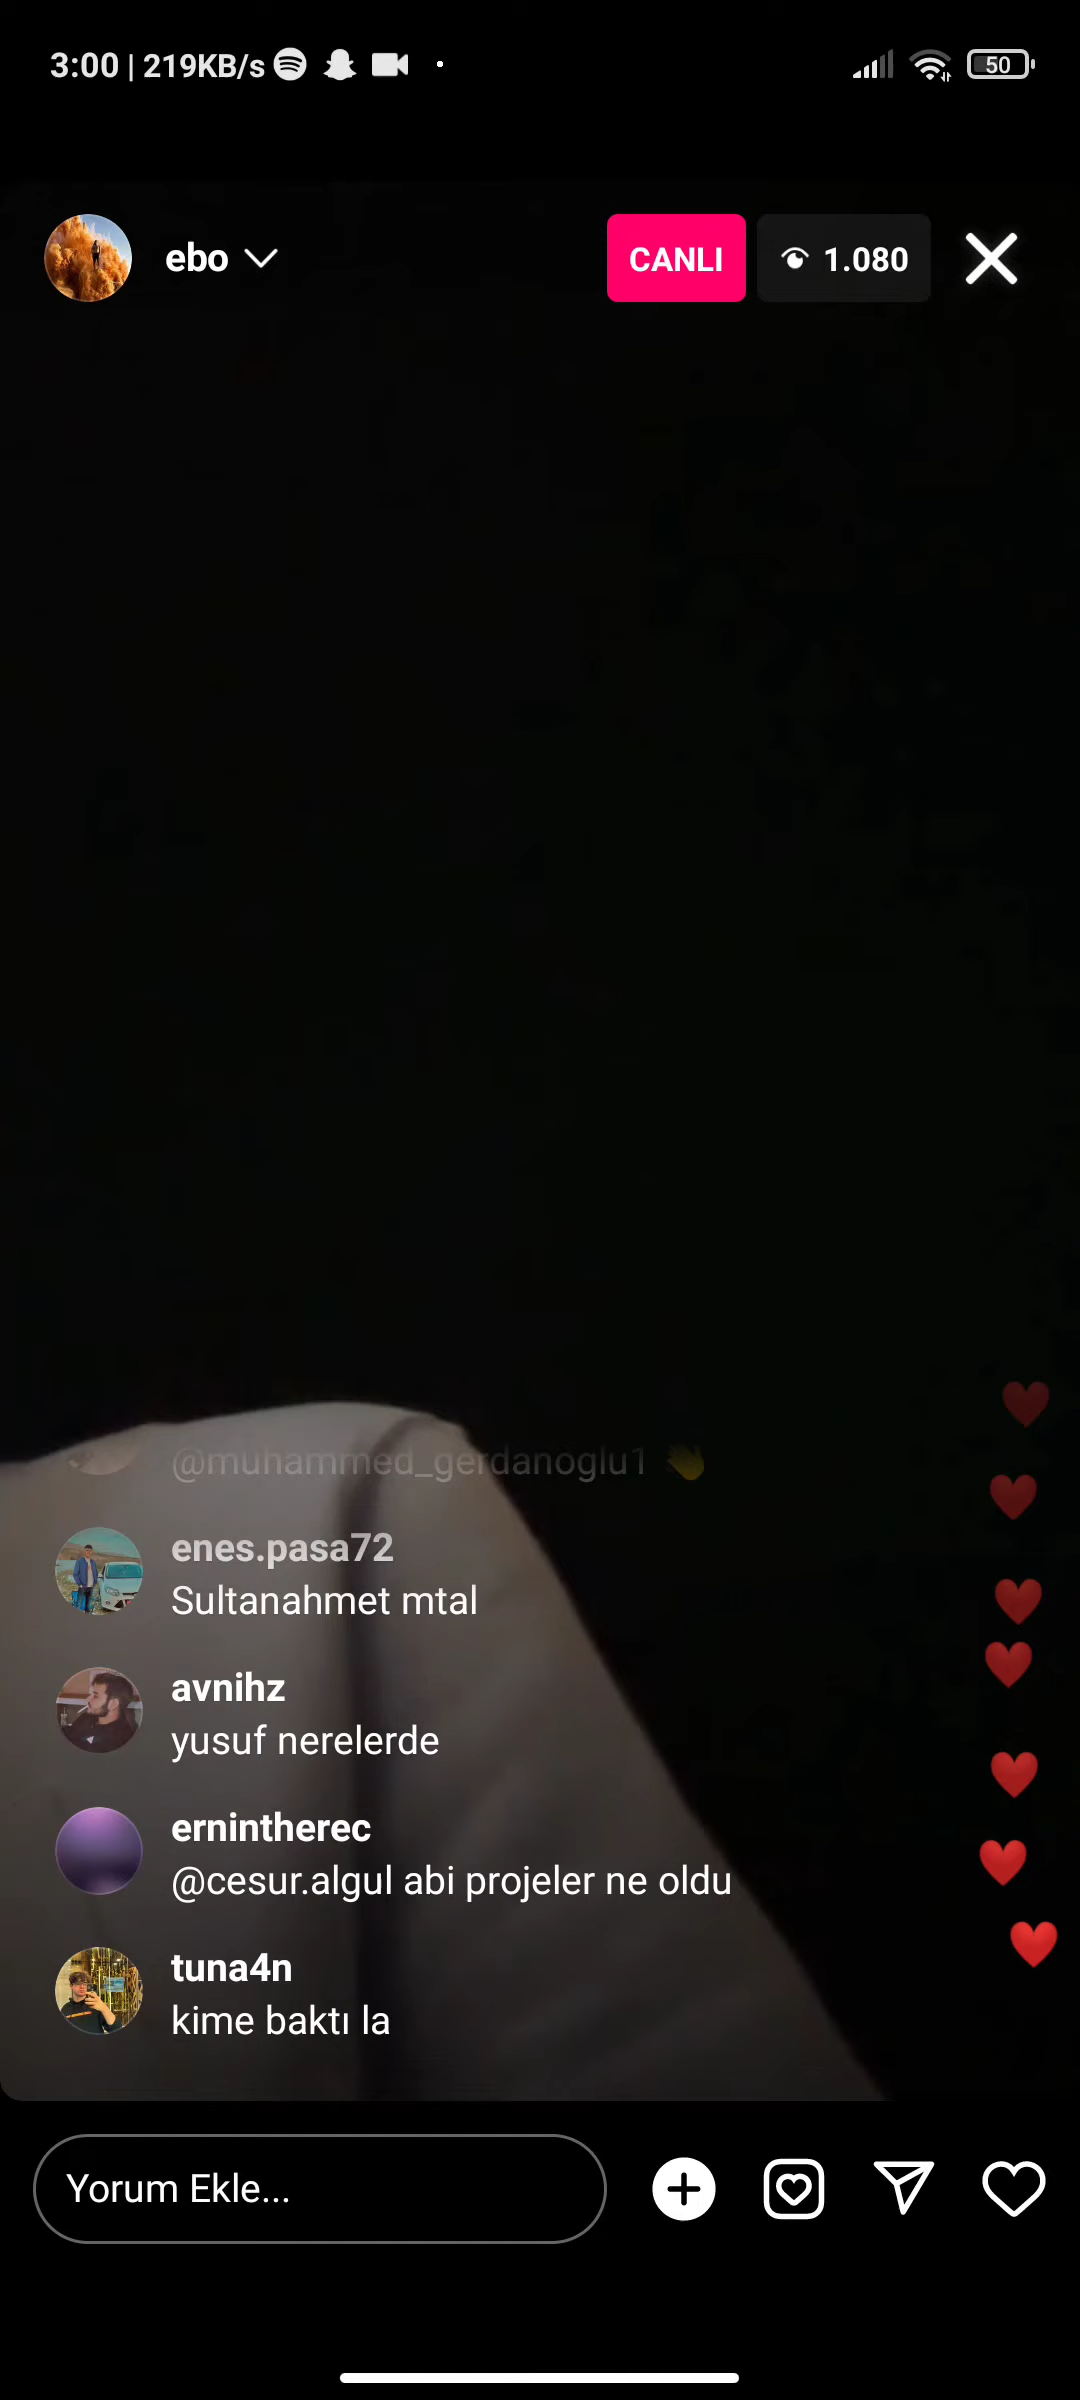 3:00 | 219KB/s
50
ebo
CANLI
1.080
@muhammed_gerdanoglu1 👋
enes.pasa72
Sultanahmet mtal
avnihz
yusuf nerelerde
ernintherec
@cesur.algul abi projeler ne oldu
tuna4n
kime baktı la
Yorum Ekle...